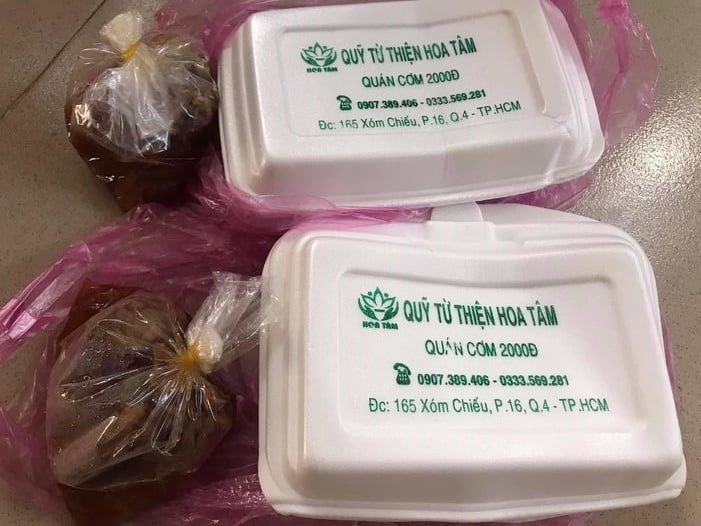 HOA TÂM
QUỸ TỪ THIỆN HOA TÂM
QUÁN CƠM 2000Đ
0907.389.406 - 0333.569.281
Đc: 165 Xóm Chiếu, P.16, Q.4 - TP.HCM
HOA TÂM
QUỸ TỪ THIỆN HOA TÂM
QUÁN CƠM 2000Đ
0907.389.406 - 0333.569.281
Đc: 165 Xóm Chiếu, P.16, Q.4 - TP.HCM